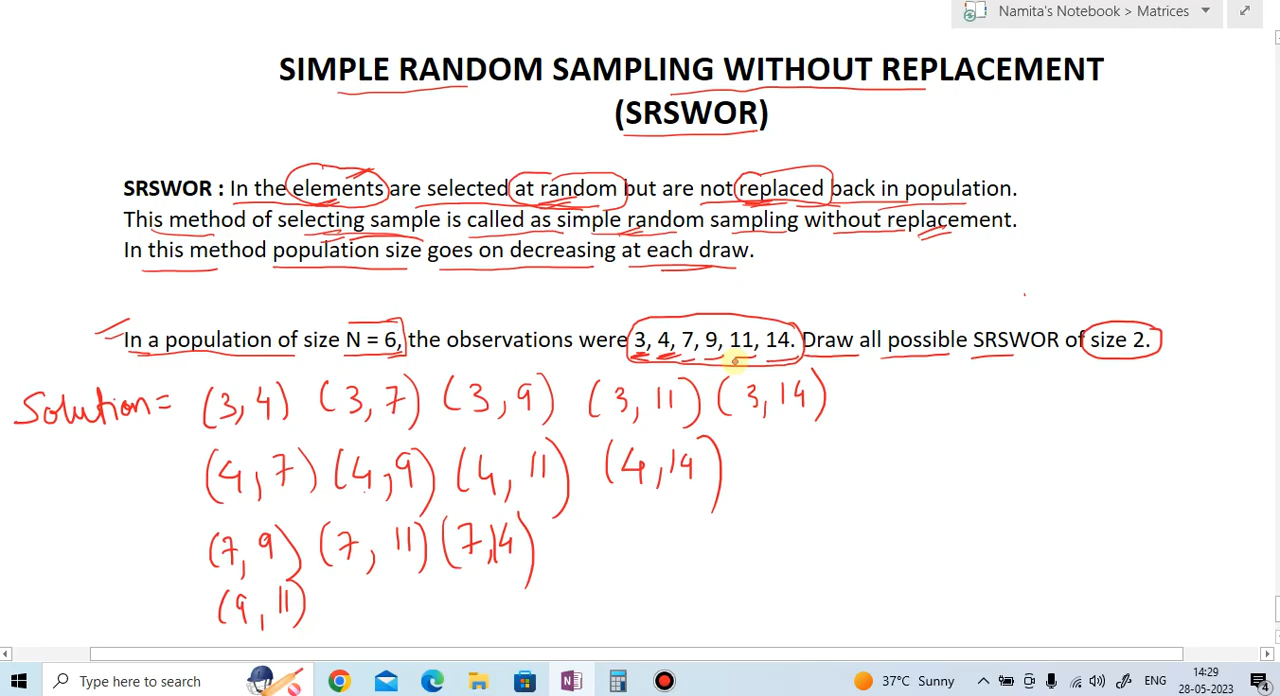 Namita's Notebook > Matrices
SIMPLE RANDOM SAMPLING WITHOUT REPLACEMENT
(SRSWOR)
SRSWOR : In the elements are selected at random but are not replaced back in population.
This method of selecting sample is called as simple random sampling without replacement.
In this method population size goes on decreasing at each draw.
In a population of size N = 6, the observations were 3, 4, 7, 9, 11, 14. Draw all possible SRSWOR of size 2.
Solution = (3, 4) (3, 7) (3, 9) (3, 11) (3, 14)
(4, 7) (4, 9) (4, 11) (4, 14)
(7, 9) (7, 11) (7, 14)
(9, 11)
Type here to search
37°C Sunny
ENG
14:29
28-05-2023
4